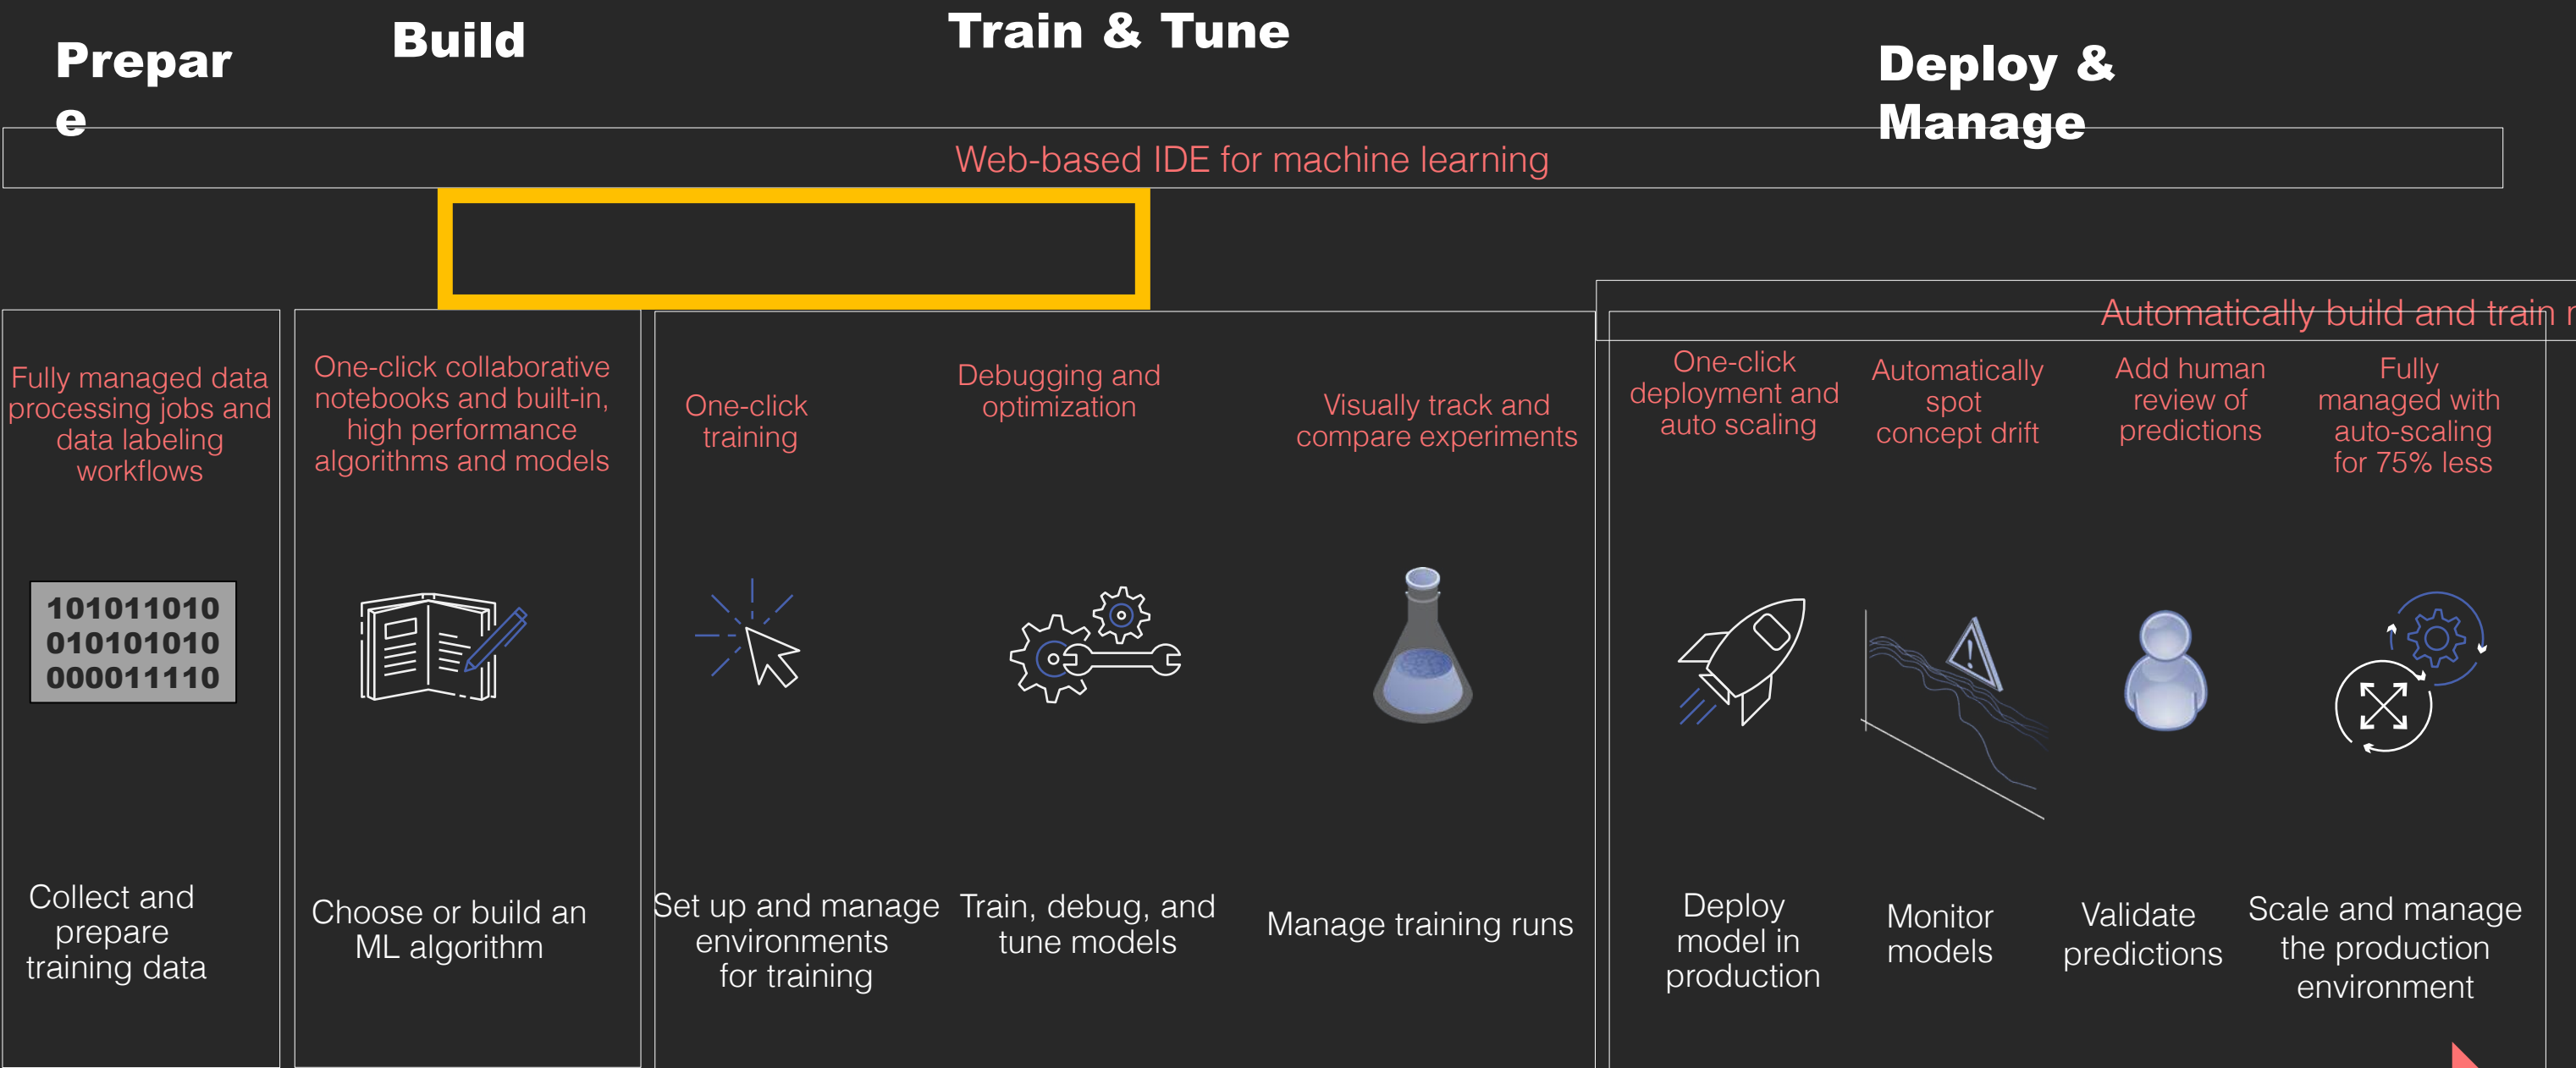 Prepar
e
Build
Train & Tune
Deploy &
Manage
Web-based IDE for machine learning
Automatically build and train
Fully managed data
processing jobs and
data labeling
workflows
One-click collaborative
notebooks and built-in,
high performance
algorithms and models
One-click
training
Debugging and
optimization
Visually track and
compare experiments
One-click
deployment and
auto scaling
Automatically
spot
concept drift
Add human
review of
predictions
Fully
managed with
auto-scaling
for 75% less
101011010
010101010
000011110
Collect and
prepare
training data
Choose or build an
ML algorithm
Set up and manage
environments
for training
Train, debug, and
tune models
Manage training runs
Deploy
model in
production
Monitor
models
Validate
predictions
Scale and manage
the production
environment